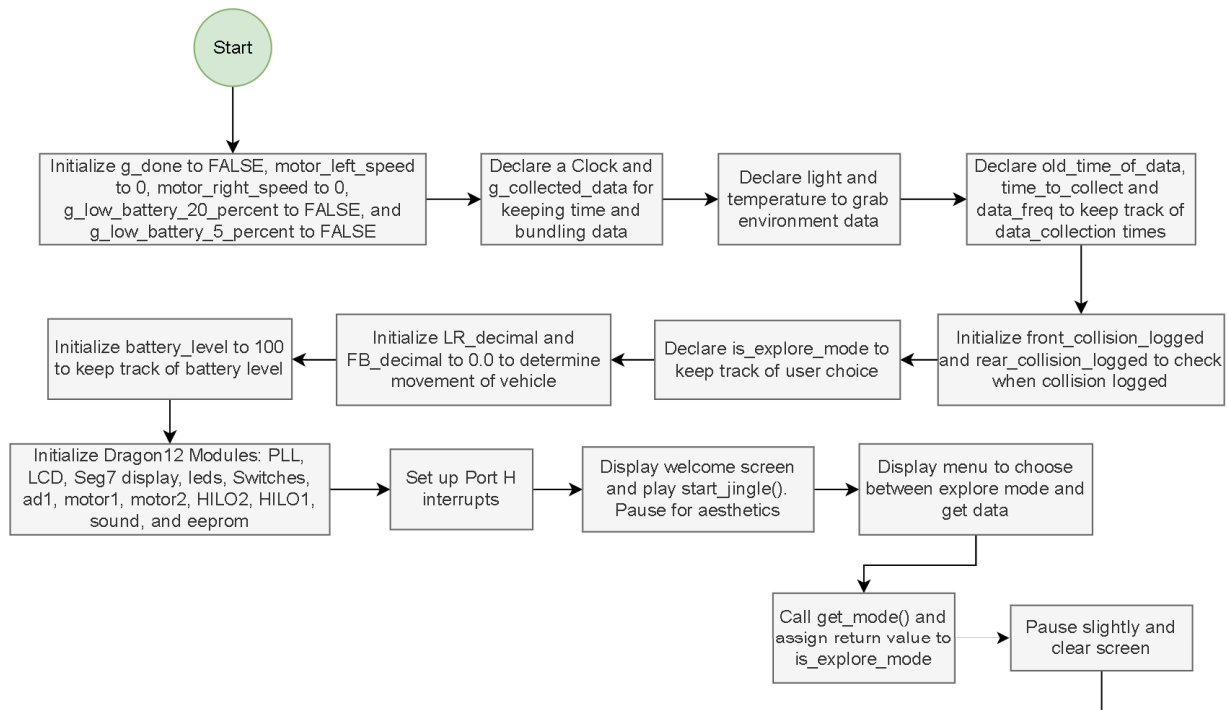 Start
Initialize g_done to FALSE, motor_left_speed
to 0, motor_right_speed to 0,
g_low_battery_20_percent to FALSE, and
g_low_battery_5_percent to FALSE
Declare a Clock and
g_collected_data for
keeping time and
bundling data
Declare light and
temperature to grab
environment data
Declare old_time_of_data,
time_to_collect and
data_freq to keep track of
data_collection times
Initialize front_collision_logged
and rear_collision_logged to check
when collision logged
Declare is_explore_mode to
keep track of user choice
Initialize LR_decimal and
FB_decimal to 0.0 to determine
movement of vehicle
Initialize battery_level to 100
to keep track of battery level
Initialize Dragon12 Modules: PLL,
LCD, Seg7 display, leds, Switches,
ad1, motor1, motor2, HILO2, HILO1,
sound, and eeprom
Set up Port H
interrupts
Display welcome screen
and play start_jingle().
Pause for aesthetics
Display menu to choose
between explore mode and
get data
Call get_mode() and
assign return value to
is_explore_mode
Pause slightly and
clear screen